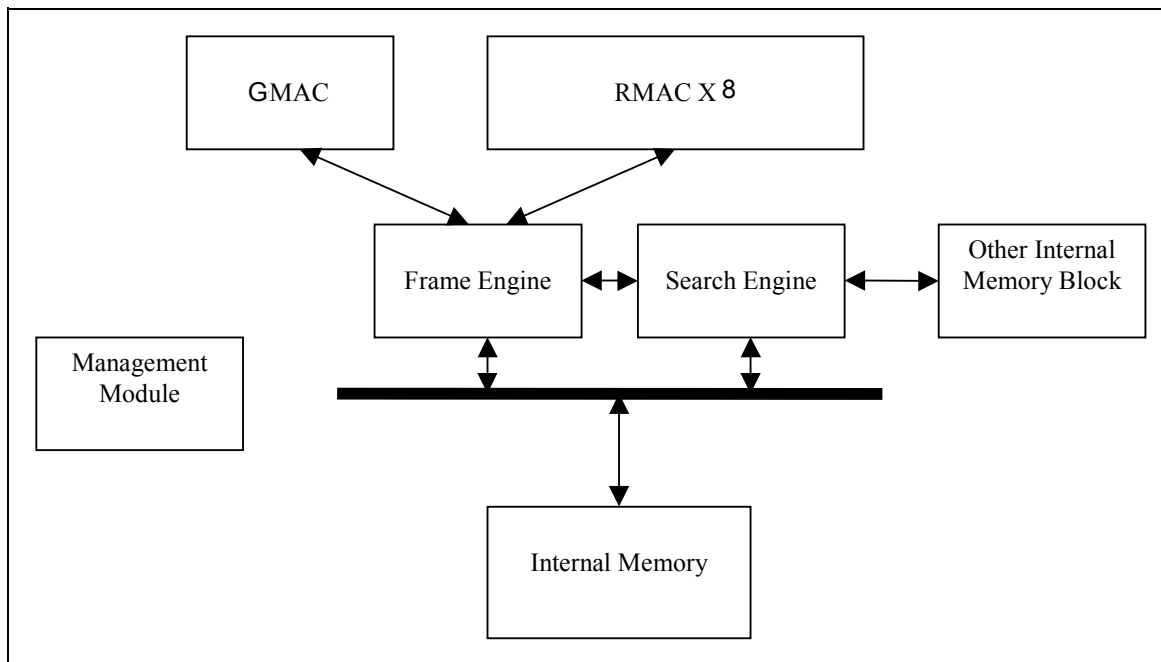 GMAC
RMAC X 8
Frame Engine
Search Engine
Other Internal
Memory Block
Management
Module
Internal Memory